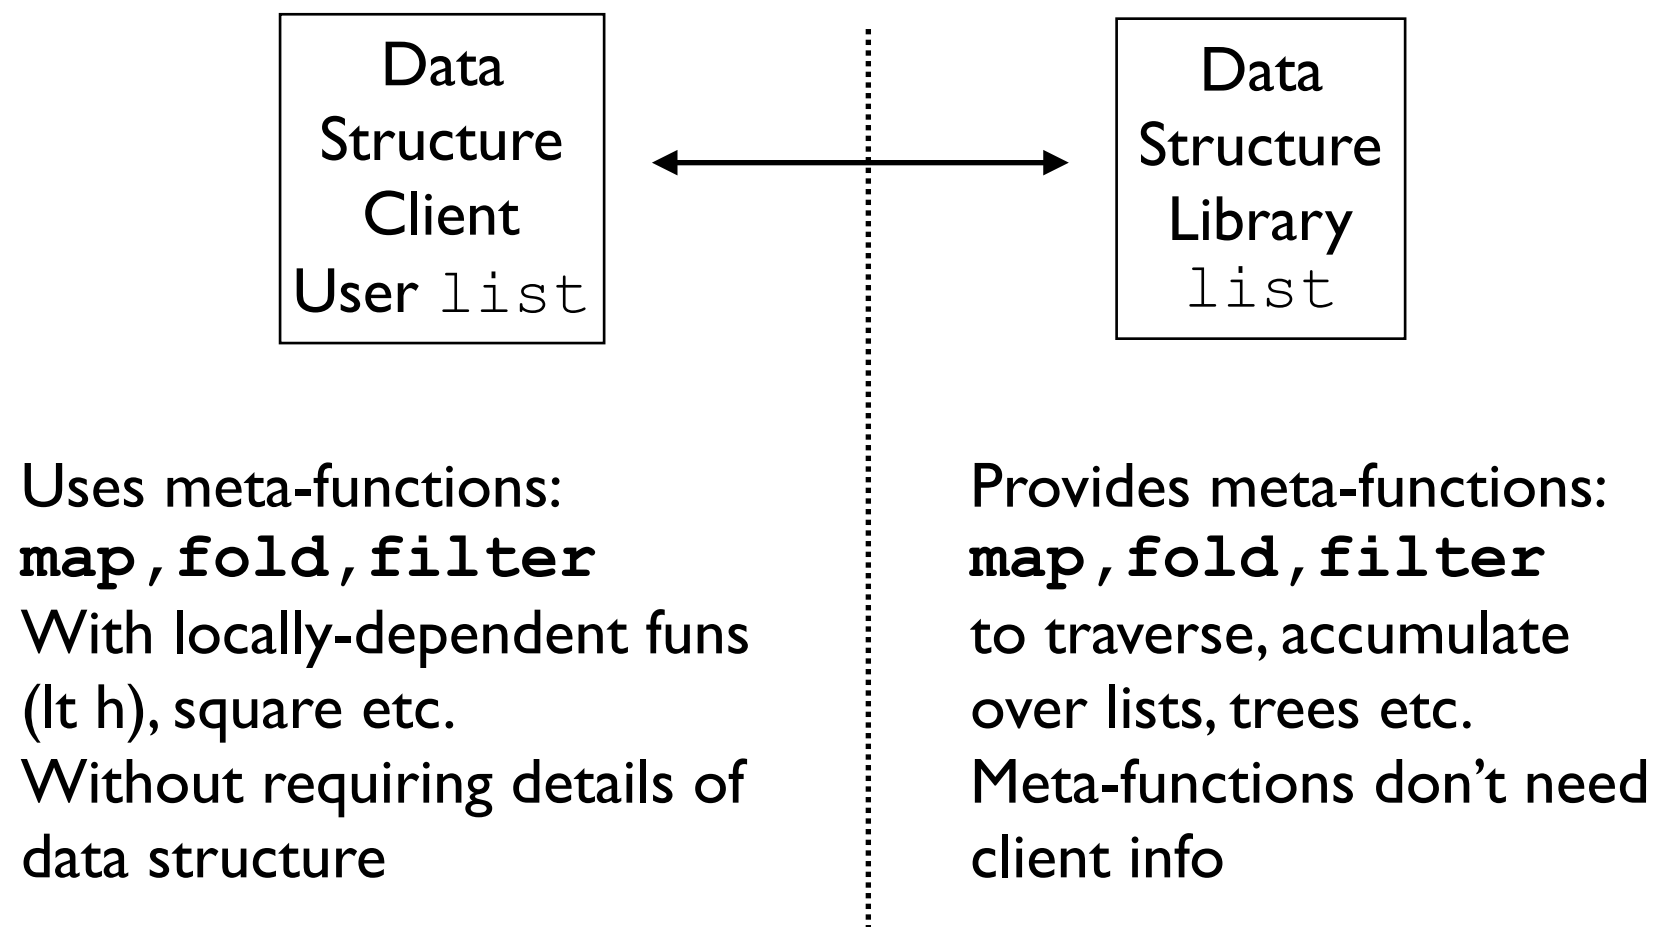 Data
Structure
Client
User list
Data
Structure
Library
list
Uses meta-functions:
map,fold,filter
With locally-dependent funs
(lt h), square etc.
Without requiring details of
data structure
Provides meta-functions:
map,fold,filter
to traverse, accumulate
over lists, trees etc.
Meta-functions don’t need
client info